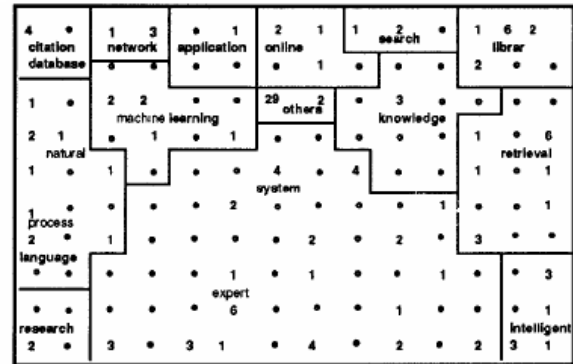 4 1 3 1 2 1 1 2 1 6 2
search
citation network application online librar
database
1 2
1 2 2 29 2 3
others
machine learning knowledge
2 1 1 1 1 6
natural retrieval
1 1 4 4 1 1
system
1 2 1 1
process
2 1 2 2 3
language
1 1 1 3
expert
6 1 1
research intelligent
2 3 3 1 4 2 2 3 1